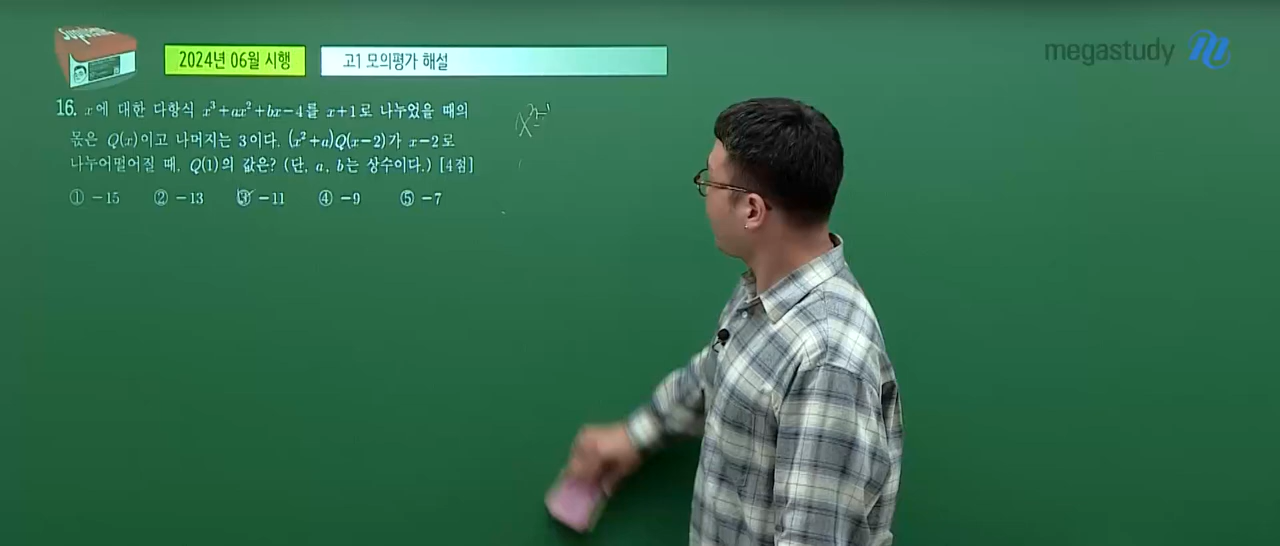 2024년 06월 시행
고1 모의평가 해설
megastudy
16. x에 대한 다항식 x³+ax²+bx−4를 x+1로 나누었을 때의
몫은 Q(x)이고 나머지는 3이다. (x²+a)Q(x−2)가 x−2로
나누어떨어질 때, Q(1)의 값은? (단, a, b는 상수이다.) [4점]
① −15 ② −13 ③ −11 ④ −9 ⑤ −7